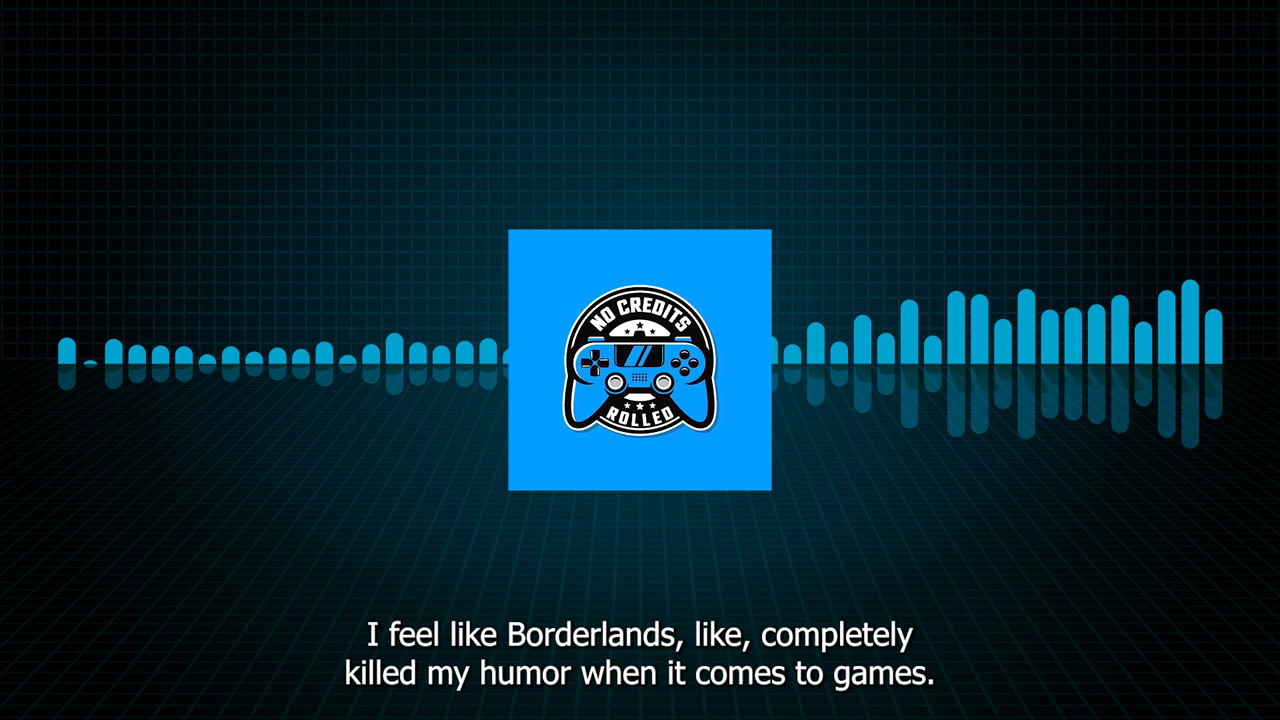 NO CREDITS
ROLLED
I feel like Borderlands, like, completely
killed my humor when it comes to games.